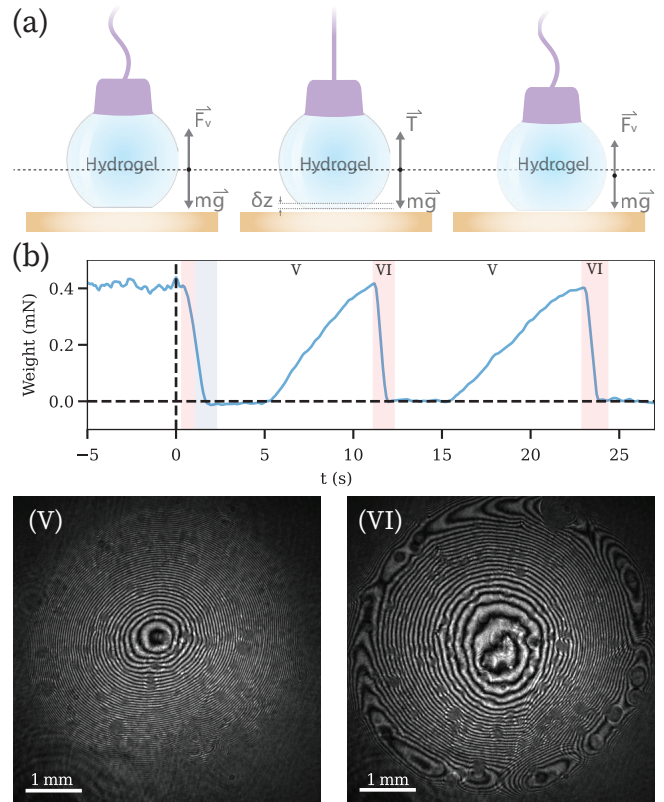 (a)
Hydrogel
F⃗v
mg⃗
Hydrogel
T⃗
δz
mg⃗
Hydrogel
F⃗v
mg⃗
(b)
V VI V VI
0.4
0.2
0.0
Weight (mN)
−5 0 5 10 15 20 25
t (s)
(V)
1 mm
(VI)
1 mm